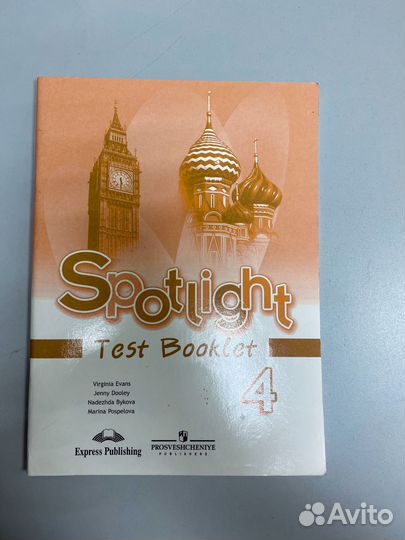 Spotlight
Test Booklet
4
Virginia Evans
Jenny Dooley
Nadezhda Bykova
Marina Pospelova
Express Publishing
PROSVESHCHENIYE
PUBLISHERS
Avito